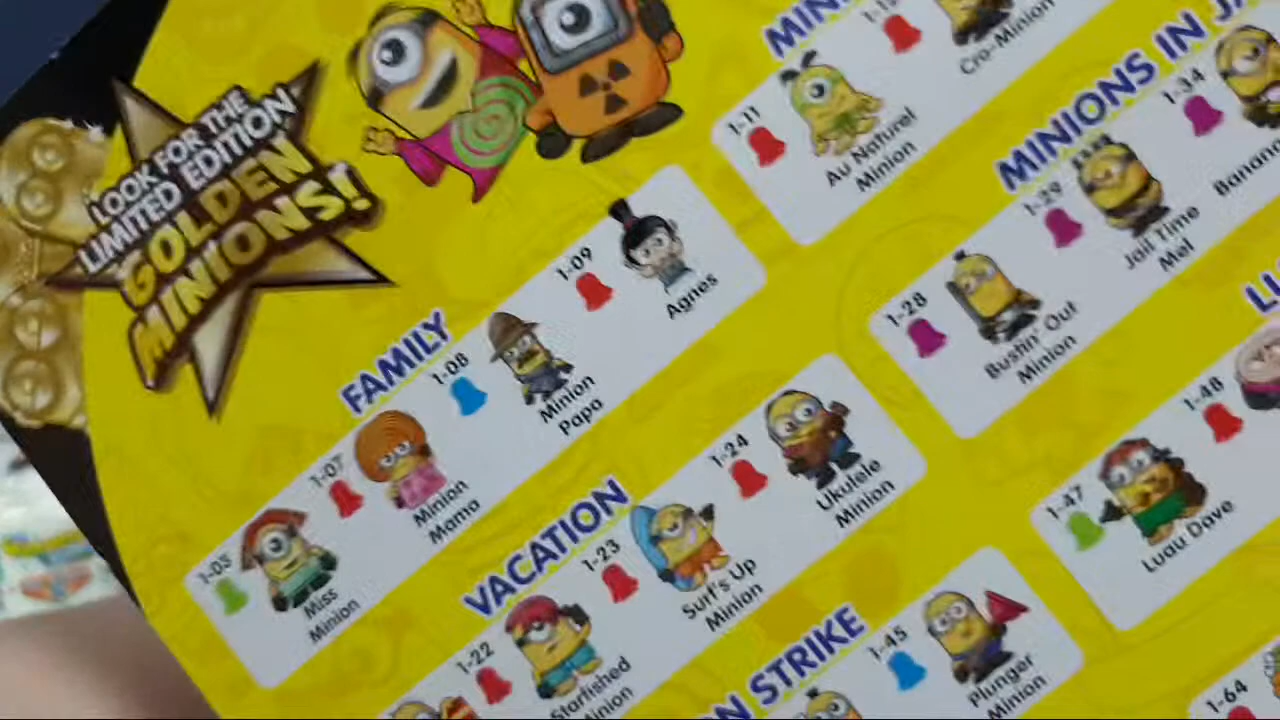 LOOK FOR THE
LIMITED EDITION
GOLDEN
MINIONS!
FAMILY
1-05
Miss
Minion
1-07
Minion
Mama
1-08
Minion
Papa
1-09
Agnes
1-11
Au Naturel
Minion
Cro-Minion
VACATION
1-22
Starfished
Minion
1-23
Surf's Up
Minion
1-24
Ukulele
Minion
MINIONS IN JA
1-28
Bustin' Out
Minion
1-29
Jail Time
Mel
1-34
Banana
STRIKE
1-45
Plunger
Minion
1-47
Luau Dave
1-48
1-64